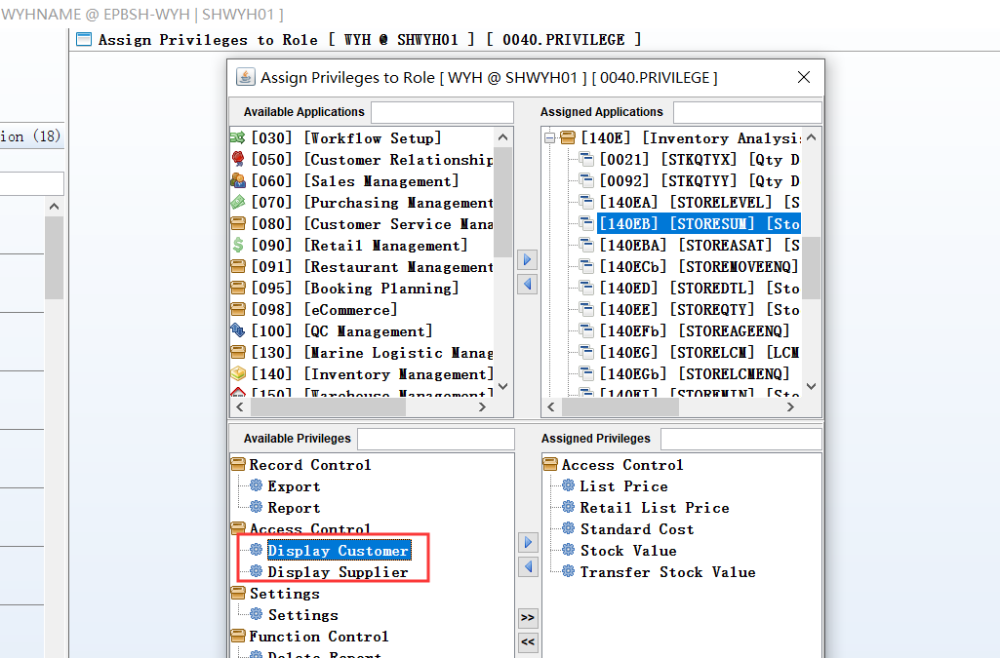 WYHNAME @ EPBSH-WYH | SHWYH01 ]
Assign Privileges to Role [ WYH @ SHWYH01 ] [ 0040.PRIVILEGE ]
ion (18)
Assign Privileges to Role [ WYH @ SHWYH01 ] [ 0040.PRIVILEGE ]
Available Applications
[030] [Workflow Setup]
[050] [Customer Relationship
[060] [Sales Management]
[070] [Purchasing Management
[080] [Customer Service Mana
[090] [Retail Management]
[091] [Restaurant Management
[095] [Booking Planning]
[098] [eCommerce]
[100] [QC Management]
[130] [Marine Logistic Manag
[140] [Inventory Management]
[150] [Warehouse Management]
Assigned Applications
[140E] [Inventory Analysi
[0021] [STKQTYX] [Qty D
[0092] [STKQTYY] [Qty D
[140EA] [STORELEVEL] [S
[140EB] [STORESUM] [Sto
[140EBA] [STOREASAT] [S
[140ECb] [STOREMOVEENQ]
[140ED] [STOREDTL] [Sto
[140EE] [STOREQTY] [Sto
[140EFb] [STOREAGEENQ]
[140EG] [STORELCM] [LCM
[140EGb] [STORELCMENQ]
[140EI] [STOREMIN] [Sto
Available Privileges
Record Control
Export
Report
Access Control
Display Customer
Display Supplier
Settings
Settings
Function Control
Delete Report
Assigned Privileges
Access Control
List Price
Retail List Price
Standard Cost
Stock Value
Transfer Stock Value
>>
<<